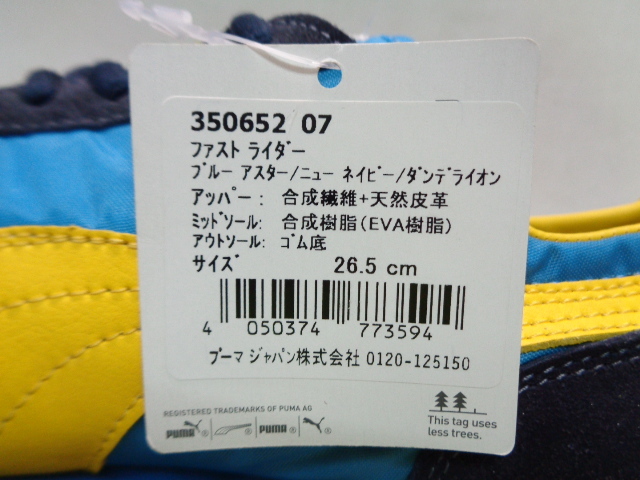 350652 07
ファスト ライダー
ブルー アスター/ニュー ネイビー/ダンデライオン
アッパー: 合成繊維+天然皮革
ミッドソール: 合成樹脂(EVA樹脂)
アウトソール: ゴム底
サイズ 26.5 cm
4 050374 773594
プーマ ジャパン株式会社 0120-125150
REGISTERED TRADEMARKS OF PUMA AG
PUMA ® ® PUMA ® ®
This tag uses
less trees.